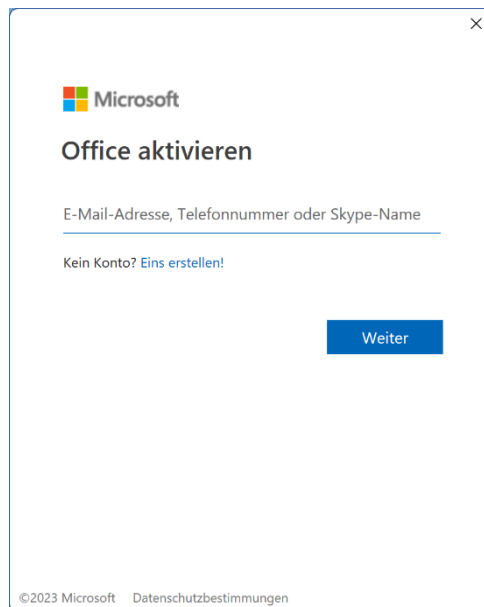 Microsoft
Office aktivieren
E-Mail-Adresse, Telefonnummer oder Skype-Name
Kein Konto? Eins erstellen!
Weiter
©2023 Microsoft Datenschutzbestimmungen